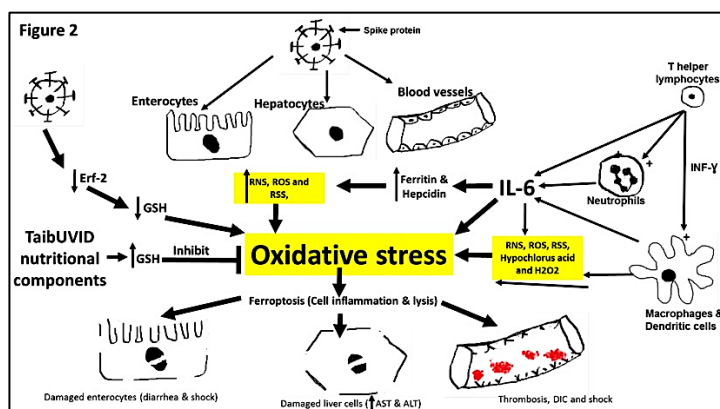 Figure 2
Spike protein
T helper
lymphocytes
Enterocytes
Hepatocytes
Blood vessels
Erf-2
GSH
RNS, ROS and
RSS,
Ferritin &
Hepcidin
IL-6
+
Neutrophils
INF-Ɣ
+
TaibUVID
nutritional
components
GSH
Inhibit
Oxidative stress
RNS, ROS, RSS,
Hypochlorus acid
and H2O2
Macrophages &
Dendritic cells
Ferroptosis (Cell inflammation & lysis)
Damaged enterocytes (diarrhea & shock)
Damaged liver cells (↑AST & ALT)
Thrombosis, DIC and shock